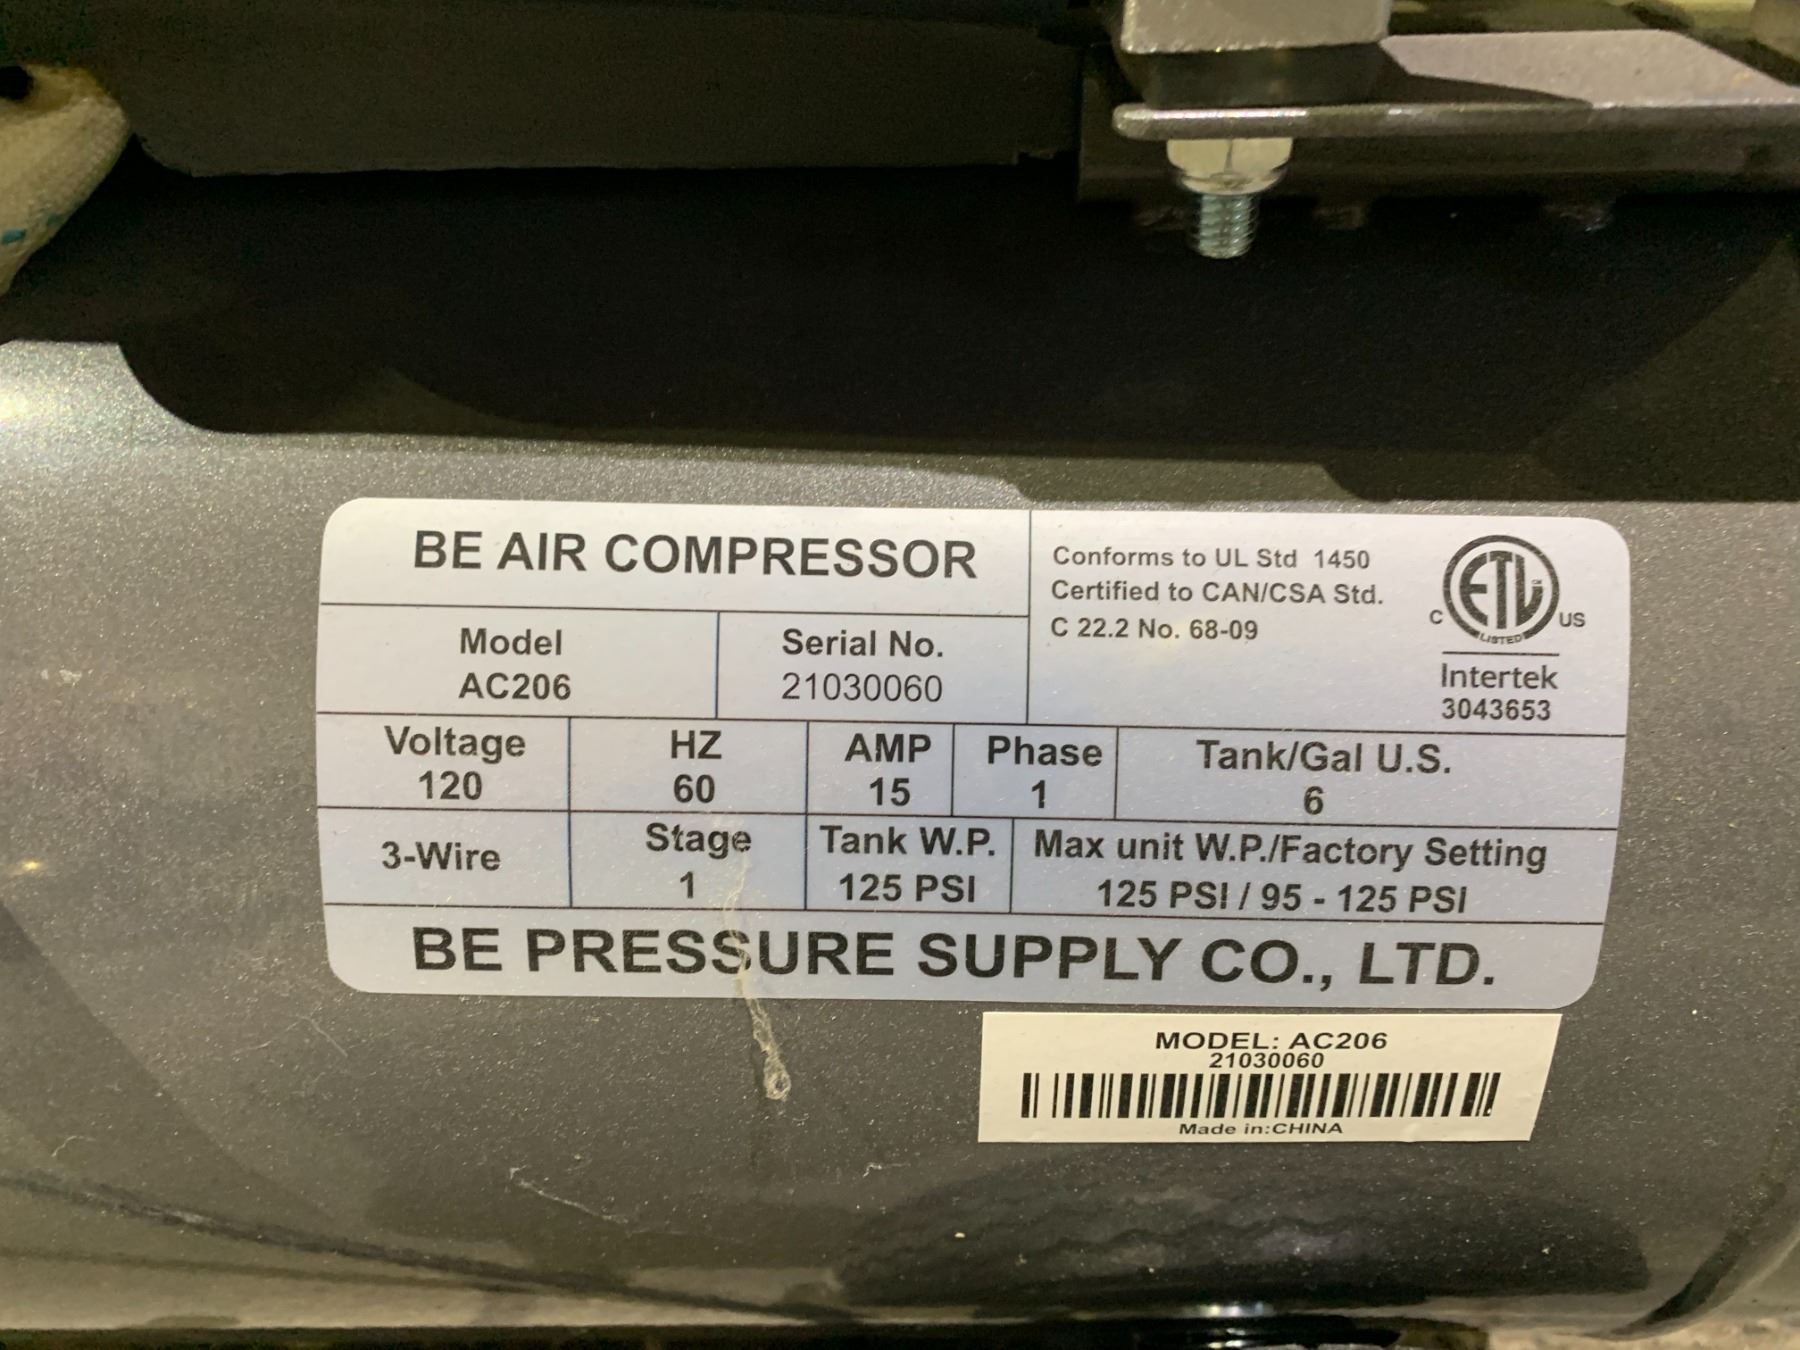 BE AIR COMPRESSOR
Conforms to UL Std 1450
Certified to CAN/CSA Std.
C 22.2 No. 68-09
ETL
C US
LISTED
Intertek
3043653
Model
AC206
Serial No.
21030060
Voltage
120
HZ
60
AMP
15
Phase
1
Tank/Gal U.S.
6
3-Wire
Stage
1
Tank W.P.
125 PSI
Max unit W.P./Factory Setting
125 PSI / 95 - 125 PSI
BE PRESSURE SUPPLY CO., LTD.
MODEL: AC206
21030060
Made in:CHINA